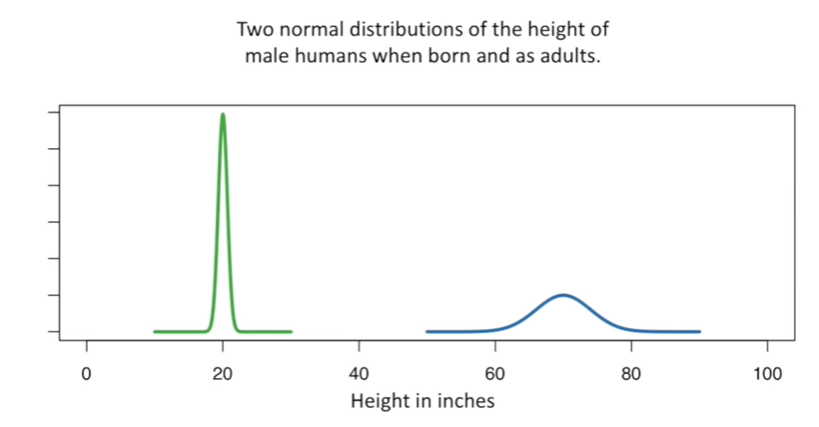 Two normal distributions of the height of
male humans when born and as adults.
0 20 40 60 80 100
Height in inches